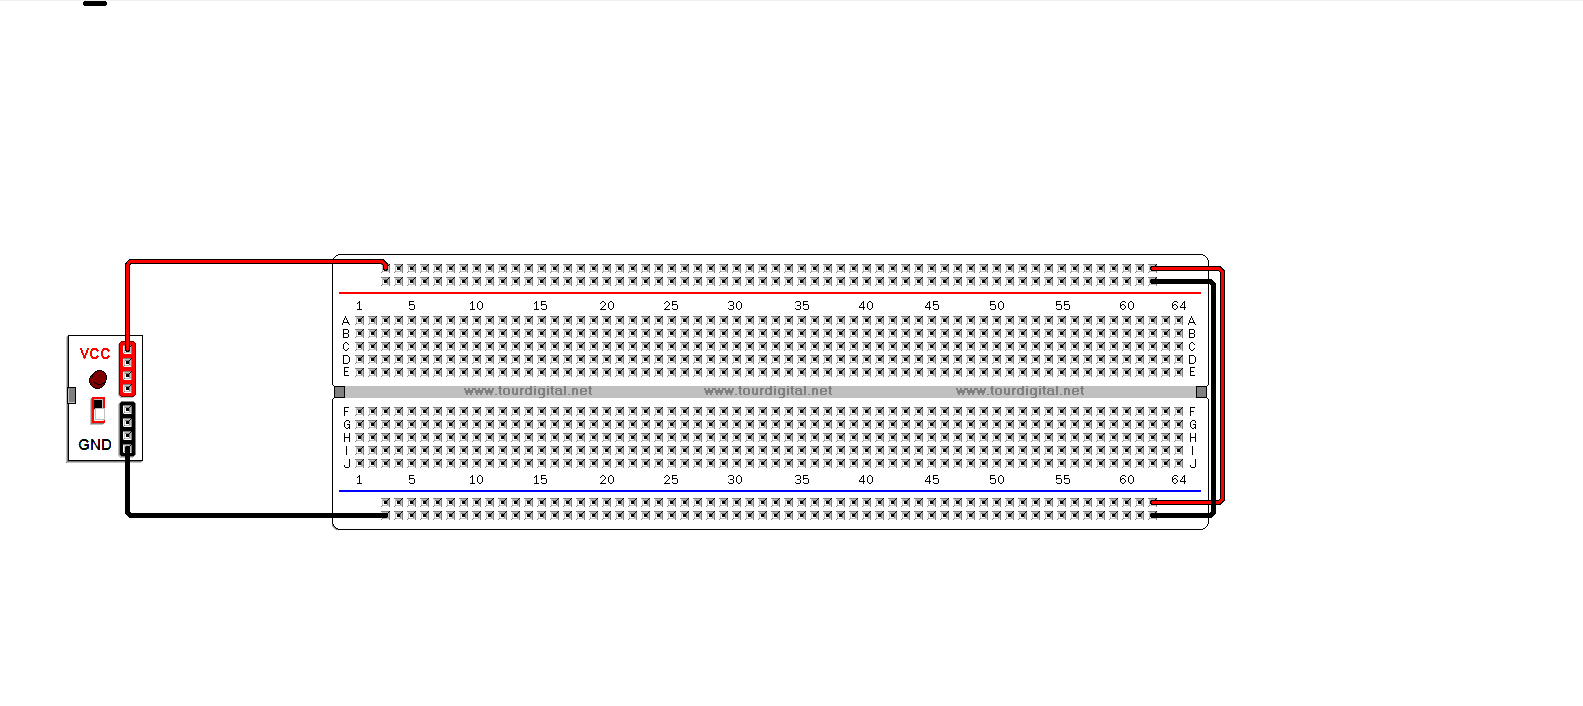 1 5 10 15 20 25 30 35 40 45 50 55 60 64
A A
B B
VCC
C C
D D
E E
www.tourdigital.net www.tourdigital.net www.tourdigital.net
F F
G G
H H
GND
I I
J J
1 5 10 15 20 25 30 35 40 45 50 55 60 64